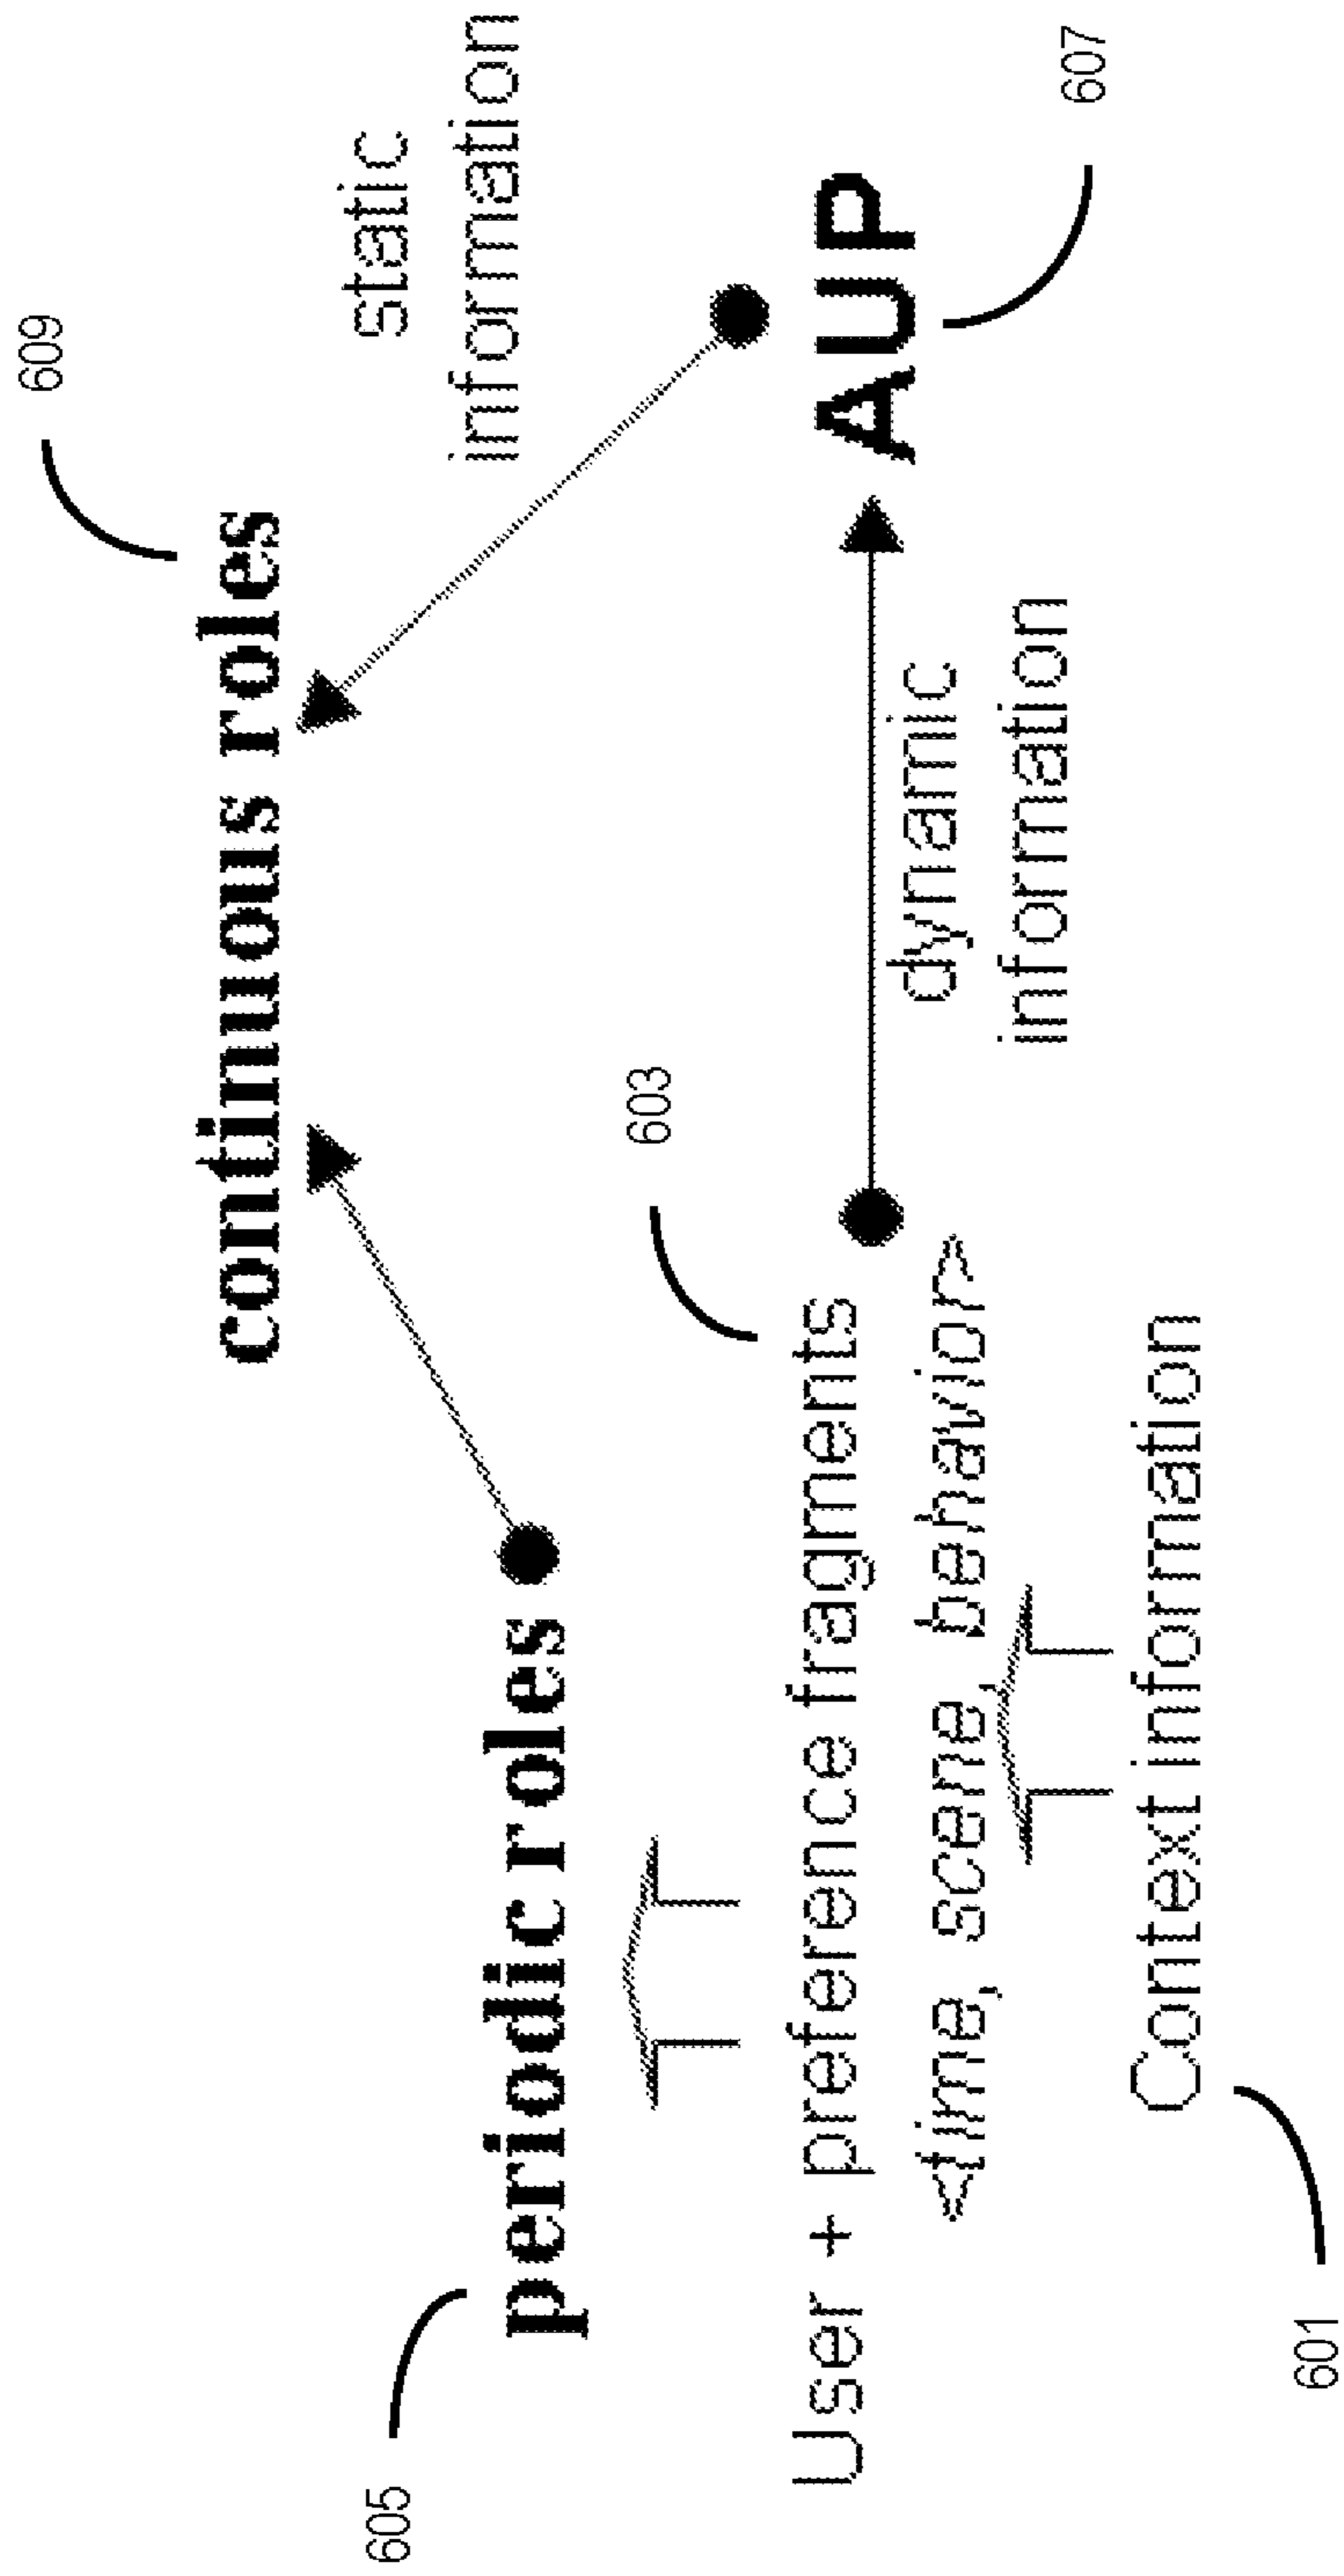 609
continuous roles
static
information
605
periodic roles
603
User + preference fragments
<time, scene, behavior>
dynamic
information
AUP
607
Context information
601